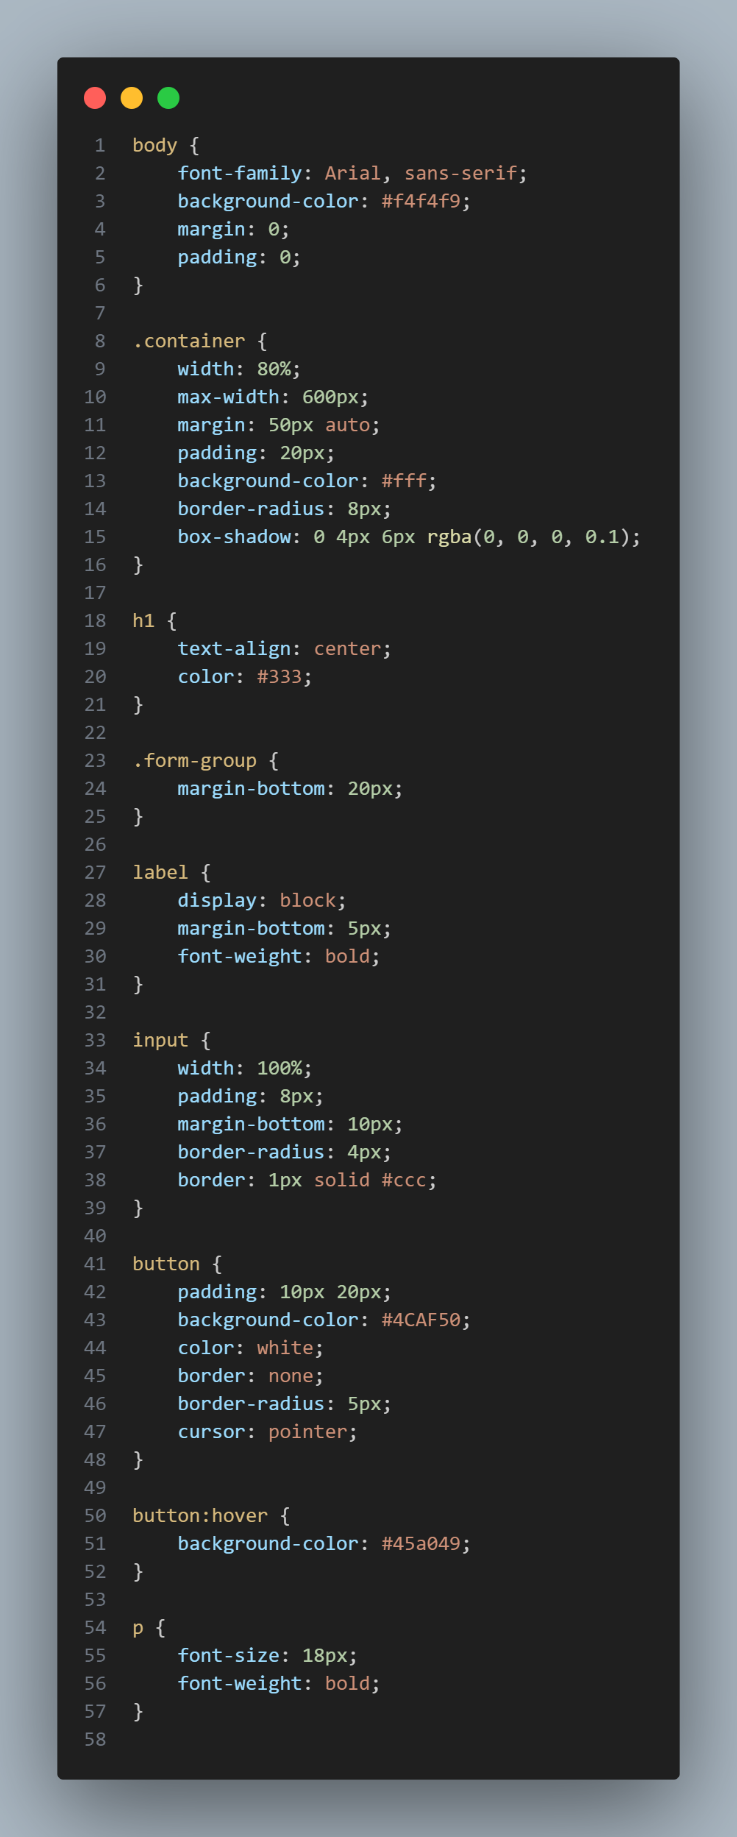 1 body {
2     font-family: Arial, sans-serif;
3     background-color: #f4f4f9;
4     margin: 0;
5     padding: 0;
6 }
7
8 .container {
9     width: 80%;
10     max-width: 600px;
11     margin: 50px auto;
12     padding: 20px;
13     background-color: #fff;
14     border-radius: 8px;
15     box-shadow: 0 4px 6px rgba(0, 0, 0, 0.1);
16 }
17
18 h1 {
19     text-align: center;
20     color: #333;
21 }
22
23 .form-group {
24     margin-bottom: 20px;
25 }
26
27 label {
28     display: block;
29     margin-bottom: 5px;
30     font-weight: bold;
31 }
32
33 input {
34     width: 100%;
35     padding: 8px;
36     margin-bottom: 10px;
37     border-radius: 4px;
38     border: 1px solid #ccc;
39 }
40
41 button {
42     padding: 10px 20px;
43     background-color: #4CAF50;
44     color: white;
45     border: none;
46     border-radius: 5px;
47     cursor: pointer;
48 }
49
50 button:hover {
51     background-color: #45a049;
52 }
53
54 p {
55     font-size: 18px;
56     font-weight: bold;
57 }
58